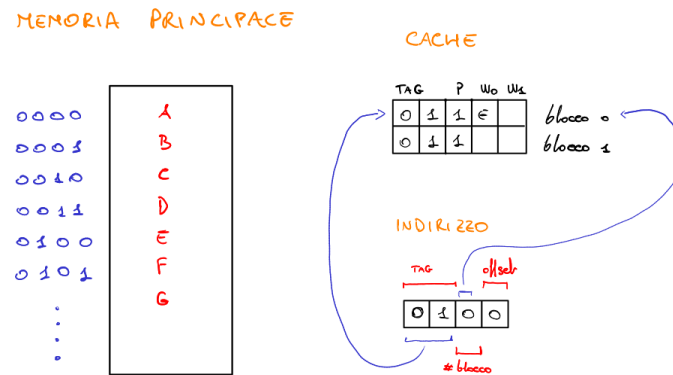 MEMORIA PRINCIPALE
CACHE
TAG P W0 W1
0 1 1 E blocco 0
0 1 1 blocco 1
0000 A
0001 B
0010 C
0011 D
0100 E
0101 F
G
INDIRIZZO
TAG offset
0 1 0 0
# blocco